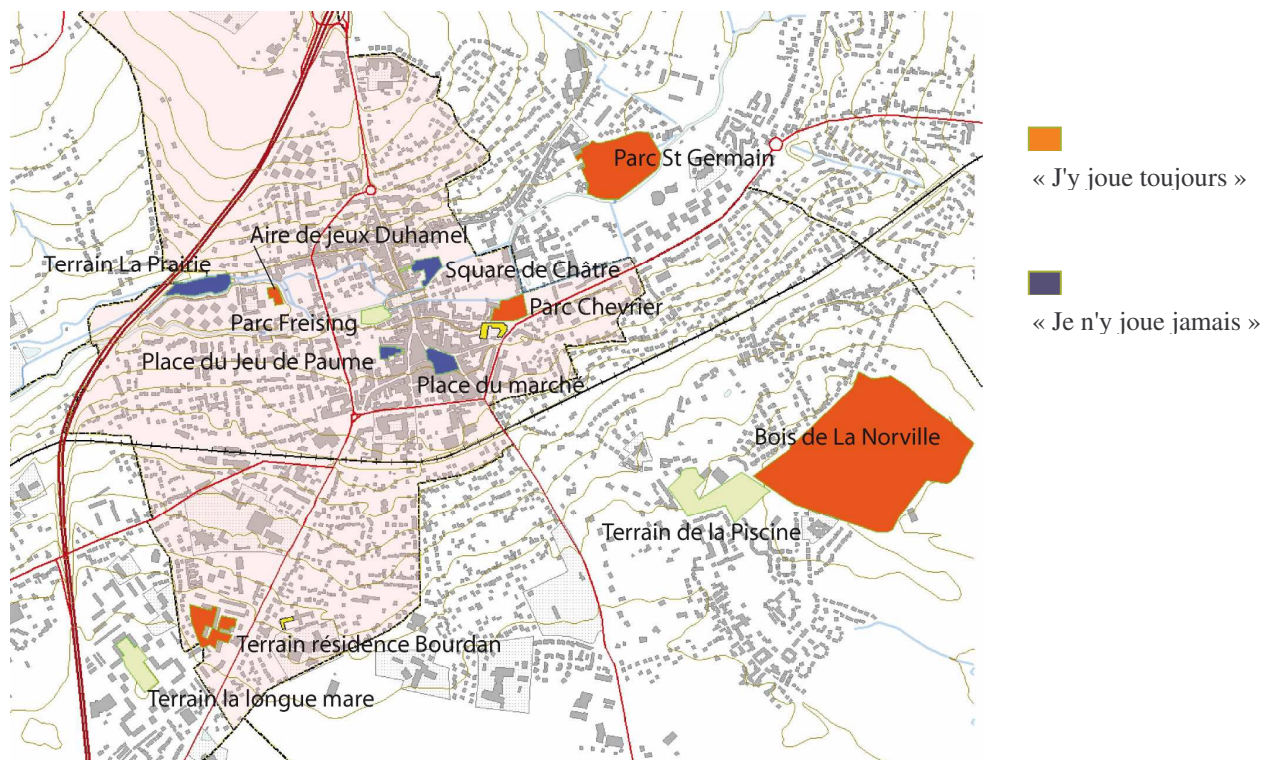 Parc St Germain
Aire de jeux Duhamel
Terrain La Prairie
Square de Châtre
Parc Chevrier
Parc Freising
Place du Jeu de Paume
Place du marché
Bois de La Norville
Terrain de la Piscine
Terrain résidence Bourdan
Terrain la longue mare
« J'y joue toujours »
« Je n'y joue jamais »